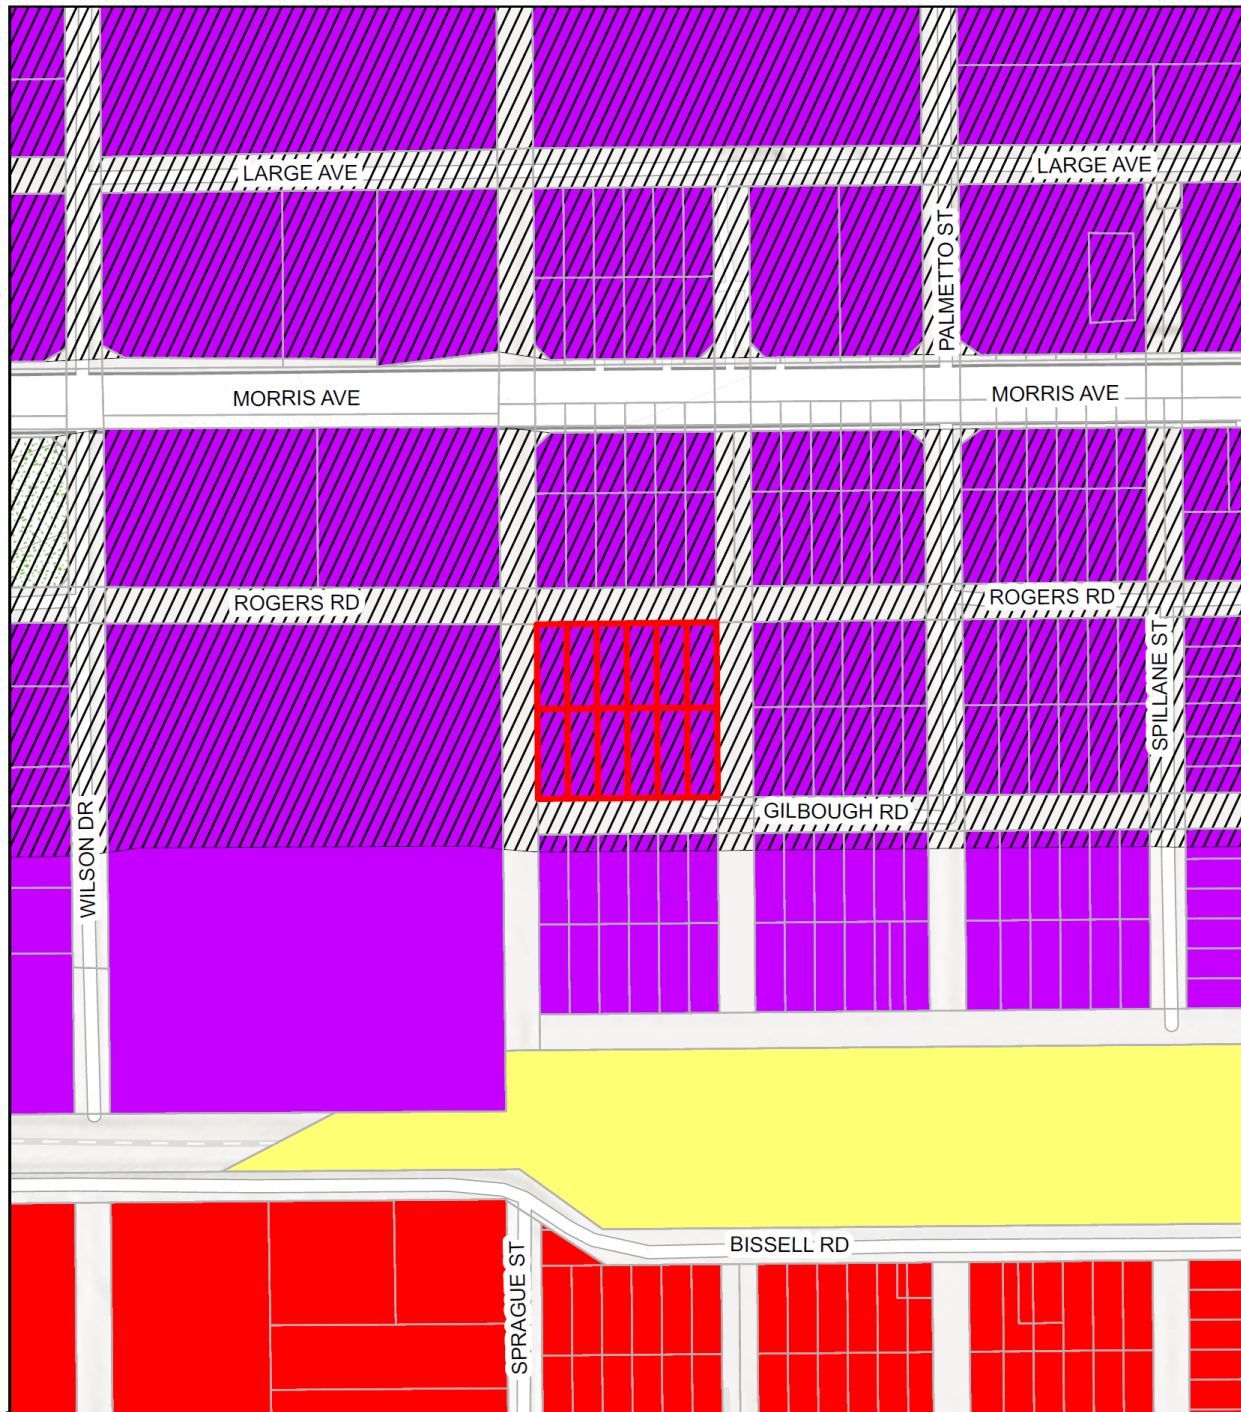 LARGE AVE
LARGE AVE
PALMETTO ST
MORRIS AVE
MORRIS AVE
ROGERS RD
ROGERS RD
SPILLANE ST
GILBOUGH RD
WILSON DR
BISSELL RD
SPRAGUE ST